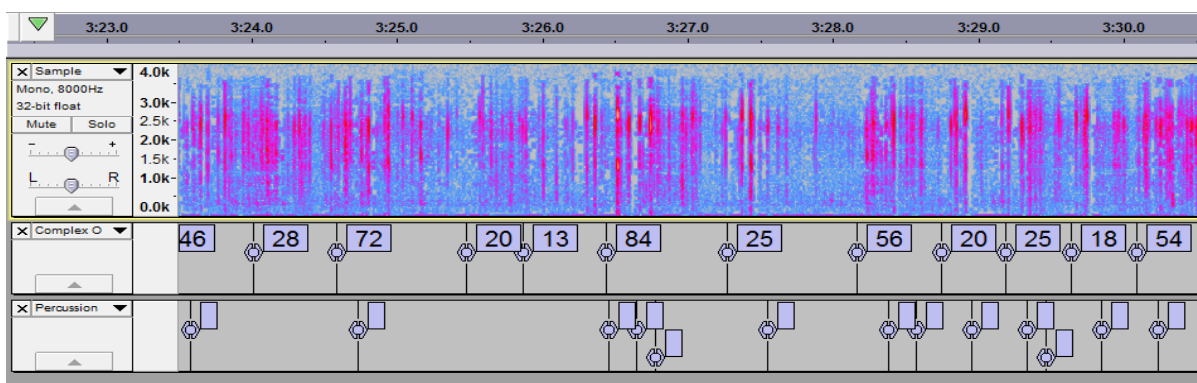 3:23.0 3:24.0 3:25.0 3:26.0 3:27.0 3:28.0 3:29.0 3:30.0
X Sample 4.0k
Mono, 8000Hz
32-bit float 3.0k-
Mute Solo 2.5k-
- + 2.0k-
1.5k-
L R 1.0k-
0.0k
X Complex O 46 28 72 20 13 84 25 56 20 25 18 54
X Percussion